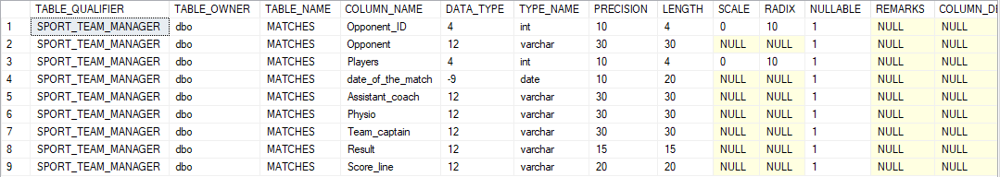 TABLE_QUALIFIER TABLE_OWNER TABLE_NAME COLUMN_NAME DATA_TYPE TYPE_NAME PRECISION LENGTH SCALE RADIX NULLABLE REMARKS COLUMN_DE
1 SPORT_TEAM_MANAGER dbo MATCHES Opponent_ID 4 int 10 4 0 10 1 NULL NULL
2 SPORT_TEAM_MANAGER dbo MATCHES Opponent 12 varchar 30 30 NULL NULL 1 NULL NULL
3 SPORT_TEAM_MANAGER dbo MATCHES Players 4 int 10 4 0 10 1 NULL NULL
4 SPORT_TEAM_MANAGER dbo MATCHES date_of_the_match -9 date 10 20 NULL NULL 1 NULL NULL
5 SPORT_TEAM_MANAGER dbo MATCHES Assistant_coach 12 varchar 30 30 NULL NULL 1 NULL NULL
6 SPORT_TEAM_MANAGER dbo MATCHES Physio 12 varchar 30 30 NULL NULL 1 NULL NULL
7 SPORT_TEAM_MANAGER dbo MATCHES Team_captain 12 varchar 30 30 NULL NULL 1 NULL NULL
8 SPORT_TEAM_MANAGER dbo MATCHES Result 12 varchar 15 15 NULL NULL 1 NULL NULL
9 SPORT_TEAM_MANAGER dbo MATCHES Score_line 12 varchar 20 20 NULL NULL 1 NULL NULL